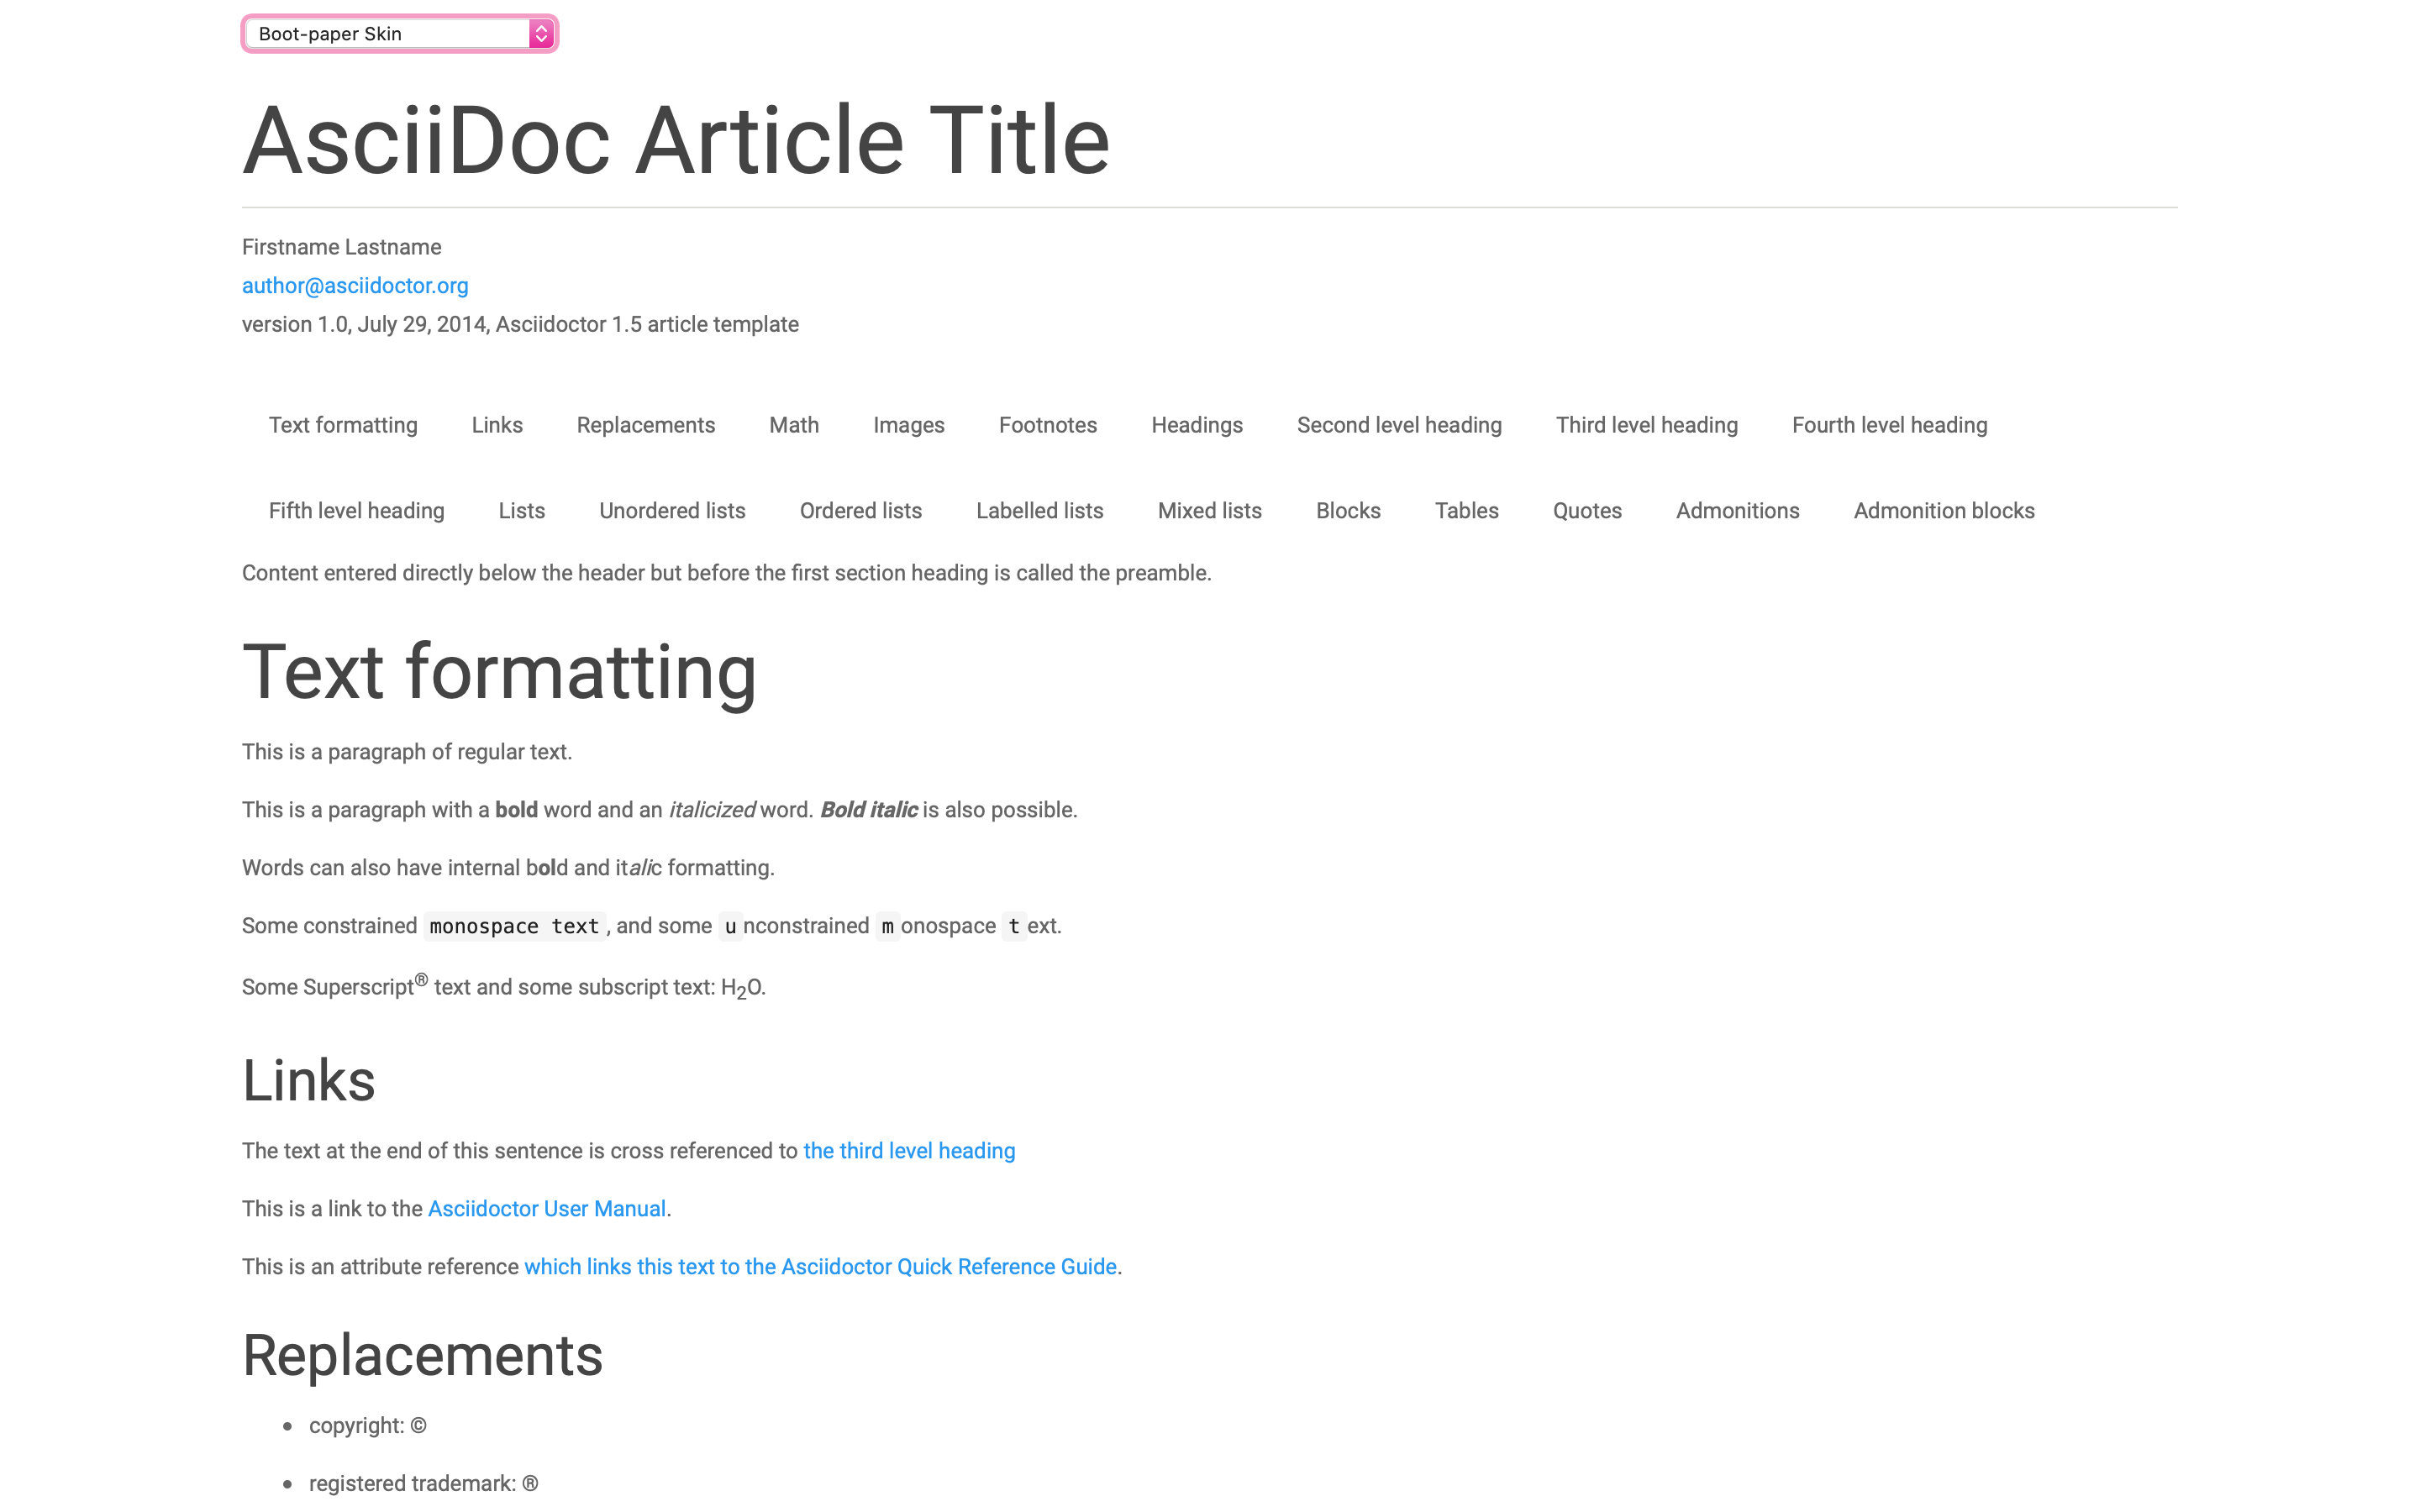 Boot-paper Skin
AsciiDoc Article Title
Firstname Lastname
author@asciidoctor.org
version 1.0, July 29, 2014, Asciidoctor 1.5 article template
Text formatting Links Replacements Math Images Footnotes Headings Second level heading Third level heading Fourth level heading
Fifth level heading Lists Unordered lists Ordered lists Labelled lists Mixed lists Blocks Tables Quotes Admonitions Admonition blocks
Content entered directly below the header but before the first section heading is called the preamble.
Text formatting
This is a paragraph of regular text.
This is a paragraph with a bold word and an italicized word. Bold italic is also possible.
Words can also have internal bold and italic formatting.
Some constrained monospace text, and some unconstrained monospace text.
Some Superscript® text and some subscript text: H₂O.
Links
The text at the end of this sentence is cross referenced to the third level heading
This is a link to the Asciidoctor User Manual.
This is an attribute reference which links this text to the Asciidoctor Quick Reference Guide.
Replacements
• copyright: ©
• registered trademark: ®